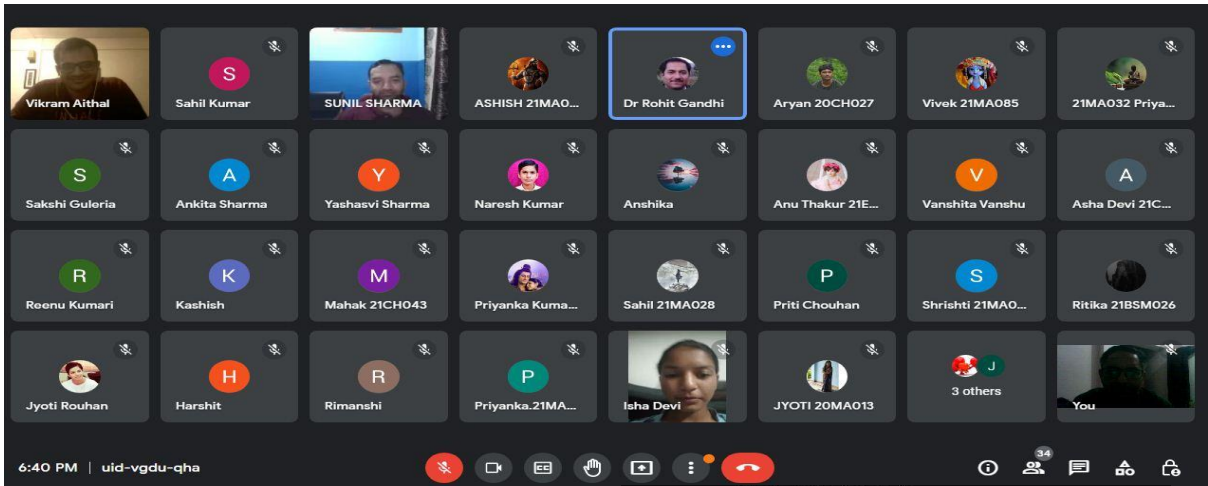 Vikram Aithal
S
Sahil Kumar
SUNIL SHARMA
ASHISH 21MA0...
Dr Rohit Gandhi
Aryan 20CH027
Vivek 21MA085
21MA032 Priya...
S
Sakshi Guleria
A
Ankita Sharma
Y
Yashasvi Sharma
Naresh Kumar
Anshika
Anu Thakur 21E...
V
Vanshita Vanshu
A
Asha Devi 21C...
R
Reenu Kumari
K
Kashish
M
Mahak 21CH043
Priyanka Kuma...
Sahil 21MA028
P
Priti Chouhan
S
Shrishti 21MA0...
Ritika 21BSM026
Jyoti Rouhan
H
Harshit
R
Rimanshi
P
Priyanka.21MA...
Isha Devi
JYOTI 20MA013
J
3 others
You
6:40 PM | uid-vgdu-qha
CC
34